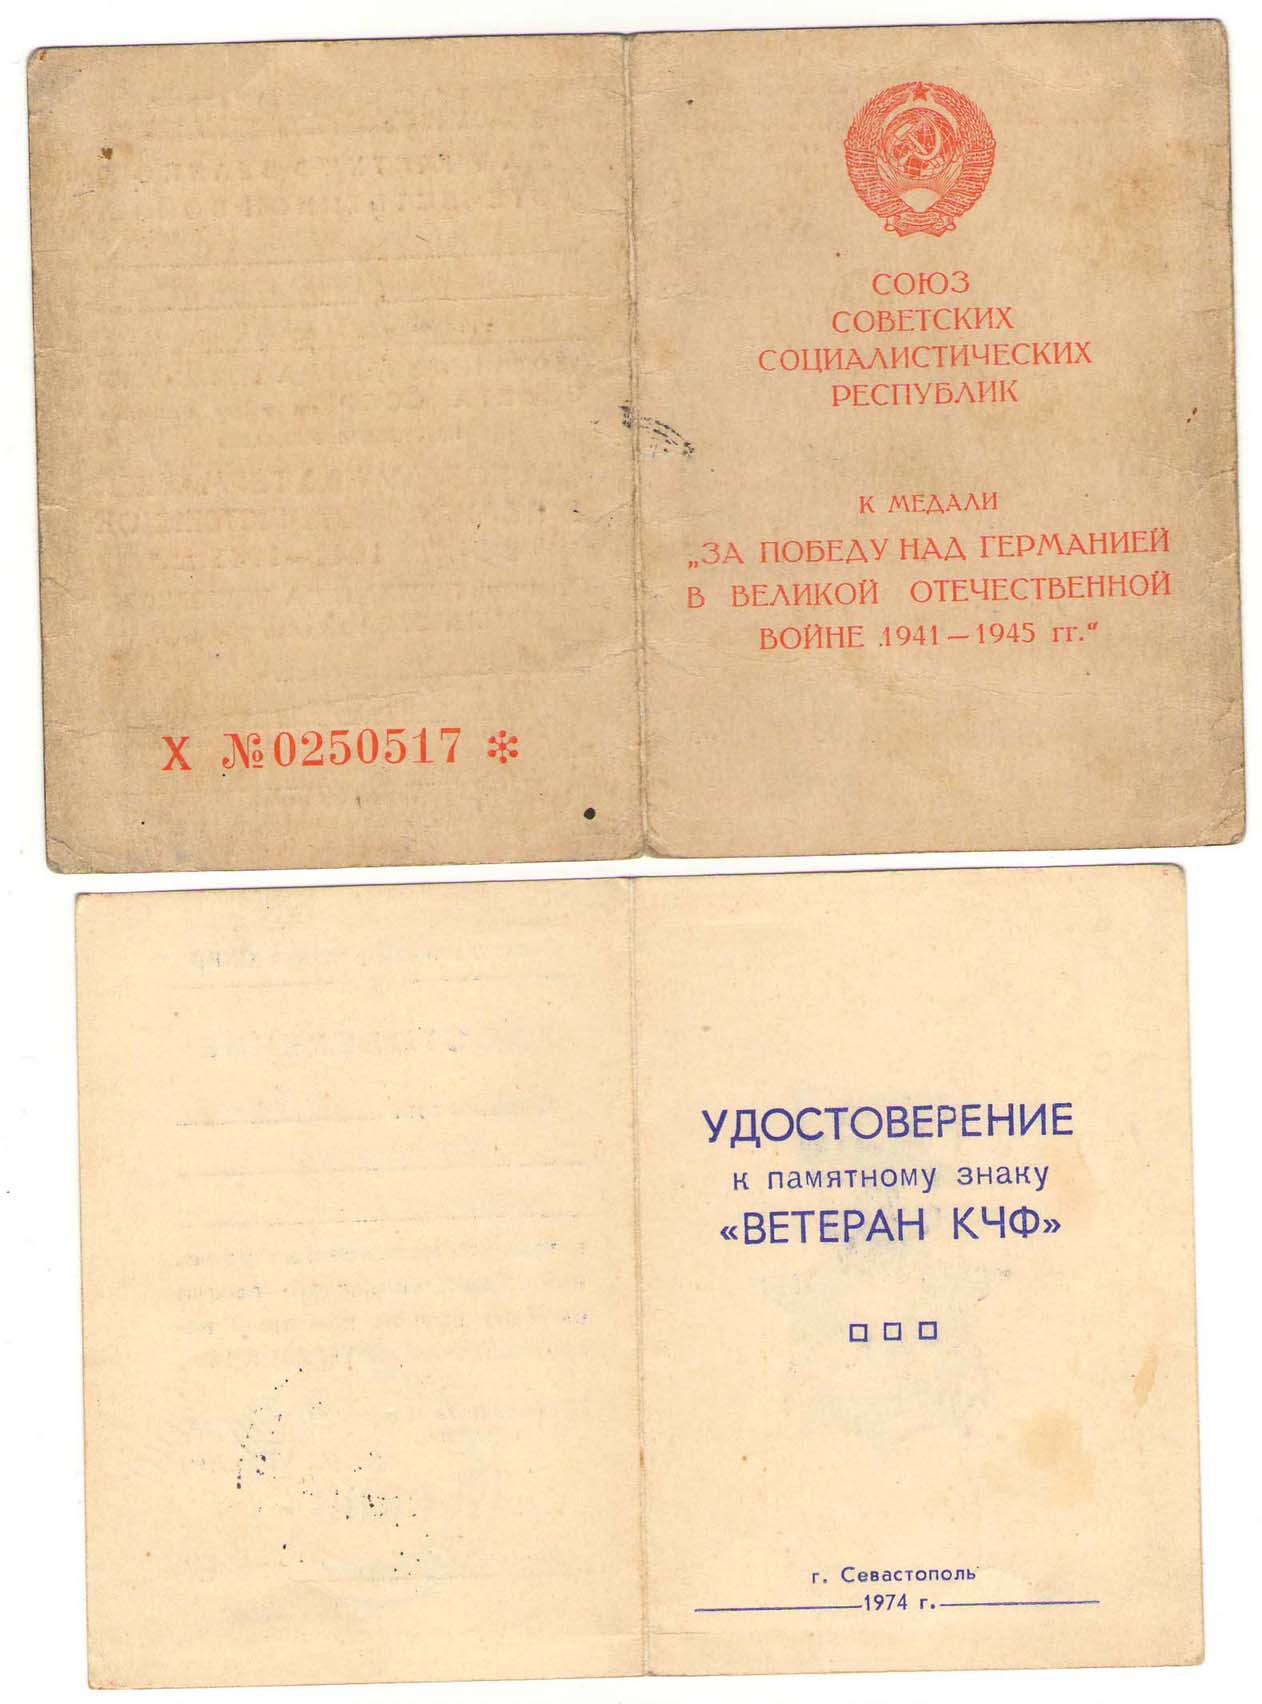 СОЮЗ
СОВЕТСКИХ
СОЦИАЛИСТИЧЕСКИХ
РЕСПУБЛИК
К МЕДАЛИ
„ЗА ПОБЕДУ НАД ГЕРМАНИЕЙ
В ВЕЛИКОЙ ОТЕЧЕСТВЕННОЙ
ВОЙНЕ 1941—1945 гг.“
Х №0250517 *
УДОСТОВЕРЕНИЕ
к памятному знаку
«ВЕТЕРАН КЧФ»
г. Севастополь
1974 г.